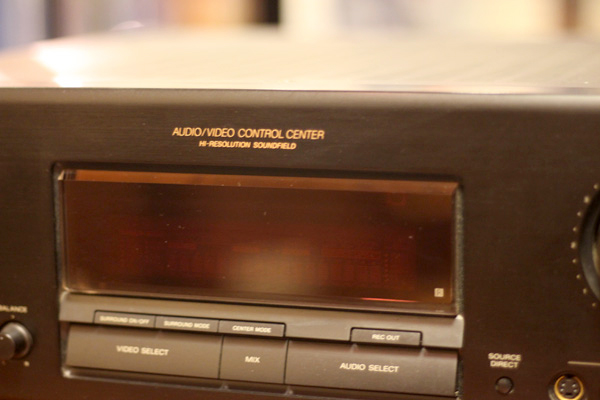 AUDIO/VIDEO CONTROL CENTER
HI-RESOLUTION SOUNDFIELD
BALANCE
SURROUND ON/OFF
SURROUND MODE
CENTER MODE
REC OUT
VIDEO SELECT
MIX
AUDIO SELECT
SOURCE
DIRECT